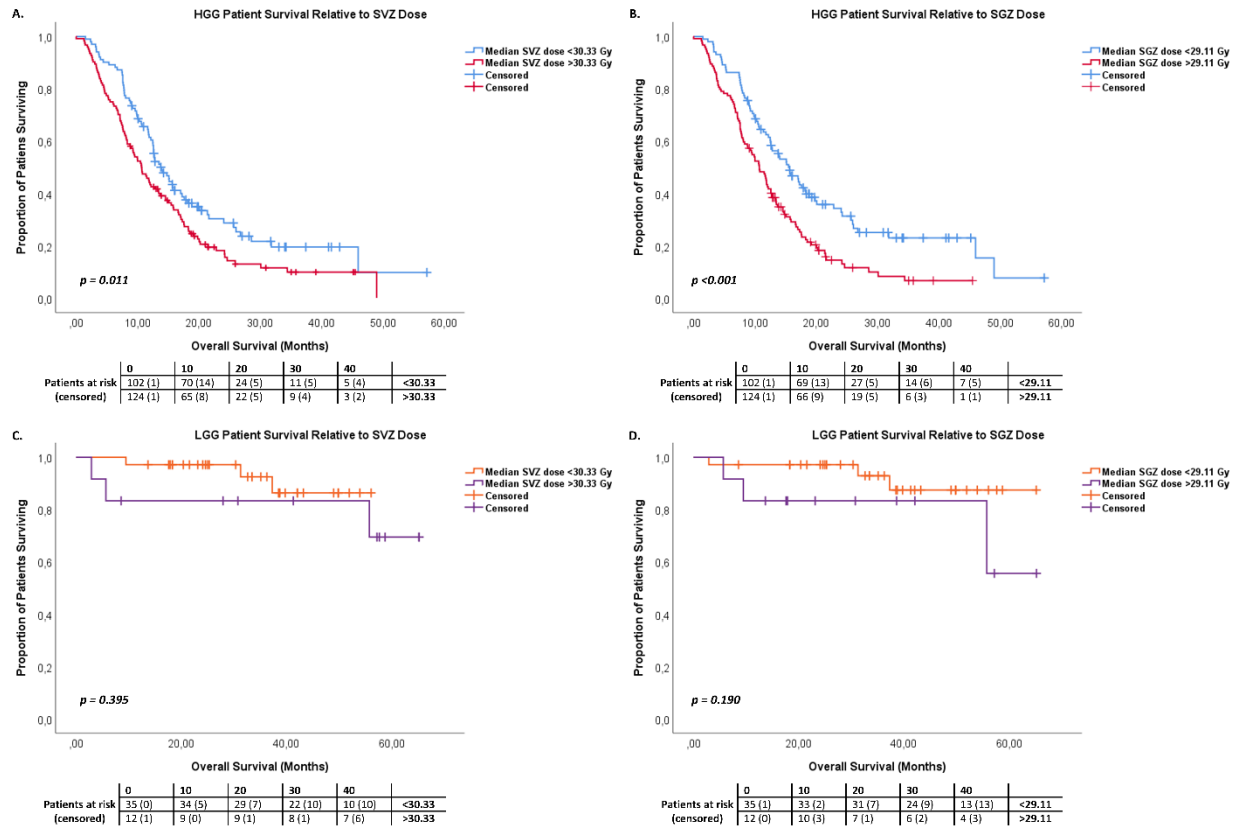 A.
HGG Patient Survival Relative to SVZ Dose
1,0
0,8
0,6
0,4
0,2
0,0
Proportion of Patients Surviving
Median SVZ dose <30.33 Gy
Median SVZ dose >30.33 Gy
Censored
Censored
p = 0.011
,00 10,00 20,00 30,00 40,00 50,00 60,00
Overall Survival (Months)
0 10 20 30 40
Patients at risk 102 (1) 70 (14) 24 (5) 11 (5) 5 (4) <30.33
(censored) 124 (1) 65 (8) 22 (5) 9 (4) 3 (2) >30.33
B.
HGG Patient Survival Relative to SGZ Dose
1,0
0,8
0,6
0,4
0,2
0,0
Proportion of Patients Surviving
Median SGZ dose <29.11 Gy
Median SGZ dose >29.11 Gy
Censored
Censored
p <0.001
,00 10,00 20,00 30,00 40,00 50,00 60,00
Overall Survival (Months)
0 10 20 30 40
Patients at risk 102 (1) 69 (13) 27 (5) 14 (6) 7 (5) <29.11
(censored) 124 (1) 66 (9) 19 (5) 6 (3) 1 (1) >29.11
C.
LGG Patient Survival Relative to SVZ Dose
1,0
0,8
0,6
0,4
0,2
0,0
Proportion of Patients Surviving
Median SVZ dose <30.33 Gy
Median SVZ dose >30.33 Gy
Censored
Censored
p = 0.395
,00 20,00 40,00 60,00
Overall Survival (Months)
0 10 20 30 40
Patients at risk 35 (0) 34 (5) 29 (7) 22 (10) 10 (10) <30.33
(censored) 12 (1) 9 (0) 9 (1) 8 (1) 7 (6) >30.33
D.
LGG Patient Survival Relative to SGZ Dose
1,0
0,8
0,6
0,4
0,2
0,0
Proportion of Patients Surviving
Median SGZ dose <29.11 Gy
Median SGZ dose >29.11 Gy
Censored
Censored
p = 0.190
,00 20,00 40,00 60,00
Overall Survival (Months)
0 10 20 30 40
Patients at risk 35 (1) 33 (2) 31 (7) 24 (9) 13 (13) <29.11
(censored) 12 (0) 10 (3) 7 (1) 6 (2) 4 (3) >29.11